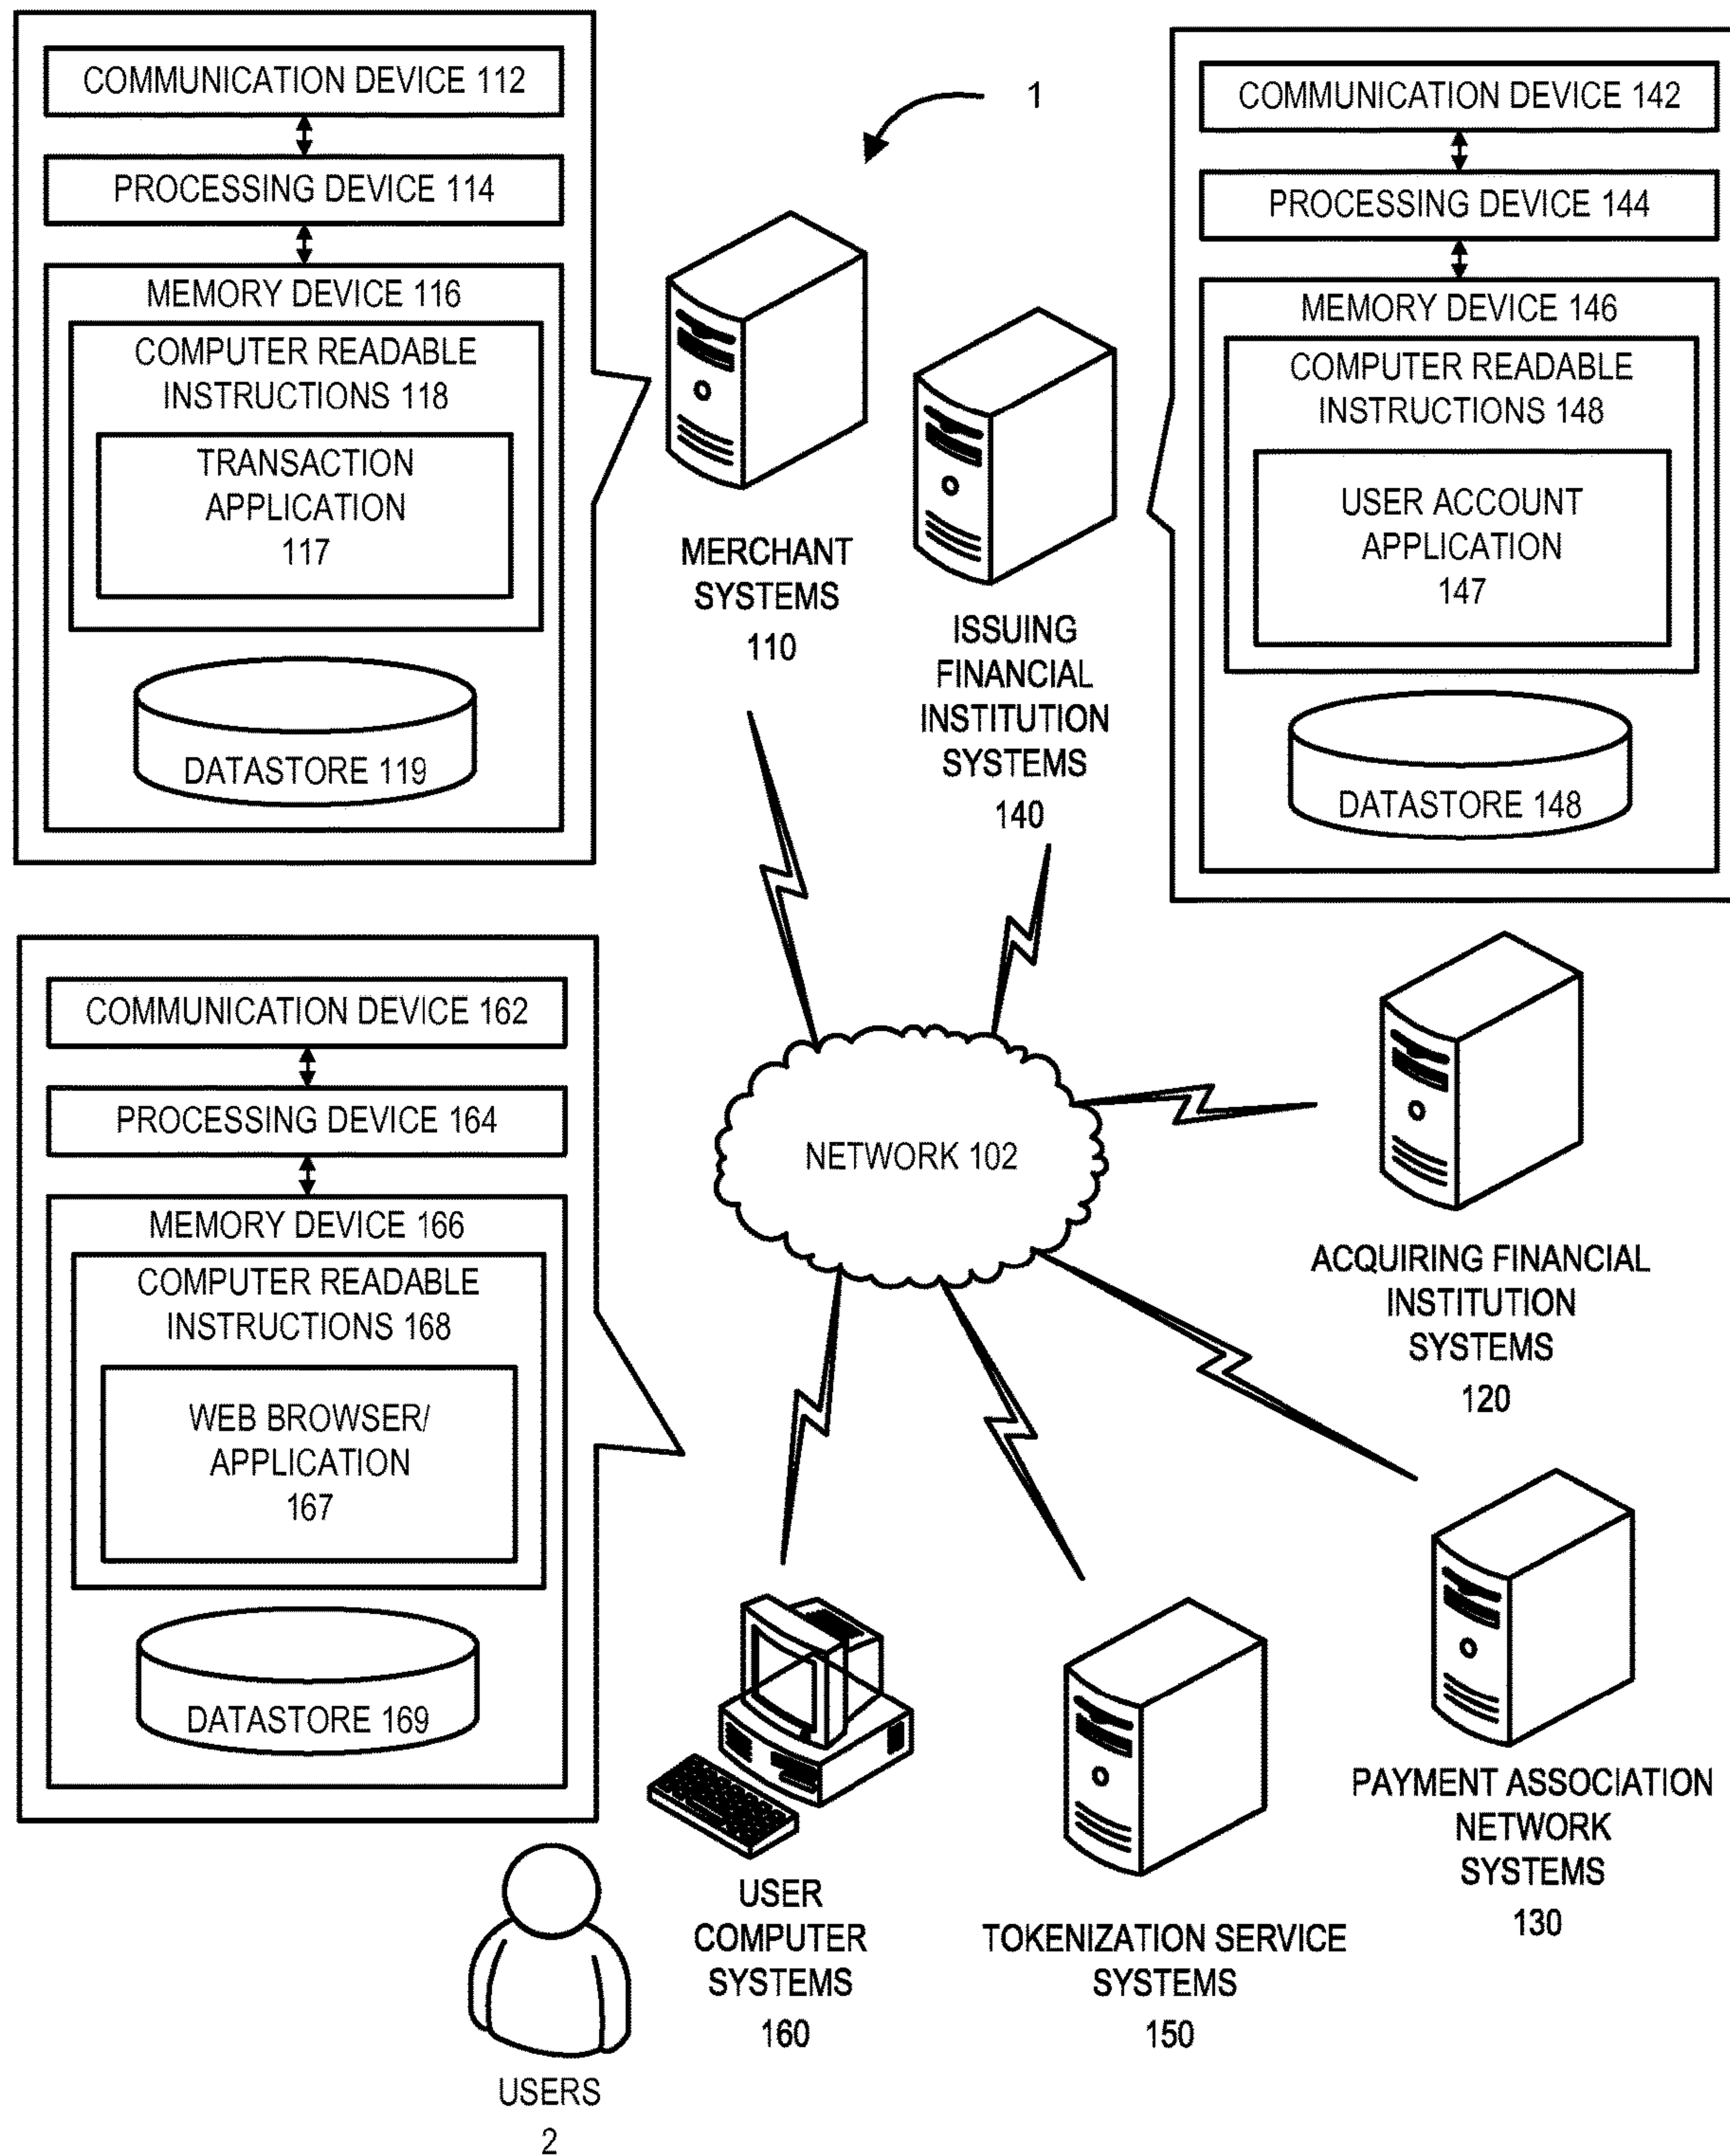 COMMUNICATION DEVICE 112
PROCESSING DEVICE 114
MEMORY DEVICE 116
COMPUTER READABLE
INSTRUCTIONS 118
TRANSACTION
APPLICATION
117
DATASTORE 119
1
MERCHANT
SYSTEMS
110
ISSUING
FINANCIAL
INSTITUTION
SYSTEMS
140
COMMUNICATION DEVICE 142
PROCESSING DEVICE 144
MEMORY DEVICE 146
COMPUTER READABLE
INSTRUCTIONS 148
USER ACCOUNT
APPLICATION
147
DATASTORE 148
COMMUNICATION DEVICE 162
PROCESSING DEVICE 164
MEMORY DEVICE 166
COMPUTER READABLE
INSTRUCTIONS 168
WEB BROWSER/
APPLICATION
167
DATASTORE 169
NETWORK 102
ACQUIRING FINANCIAL
INSTITUTION
SYSTEMS
120
PAYMENT ASSOCIATION
NETWORK
SYSTEMS
130
TOKENIZATION SERVICE
SYSTEMS
150
USER
COMPUTER
SYSTEMS
160
USERS
2